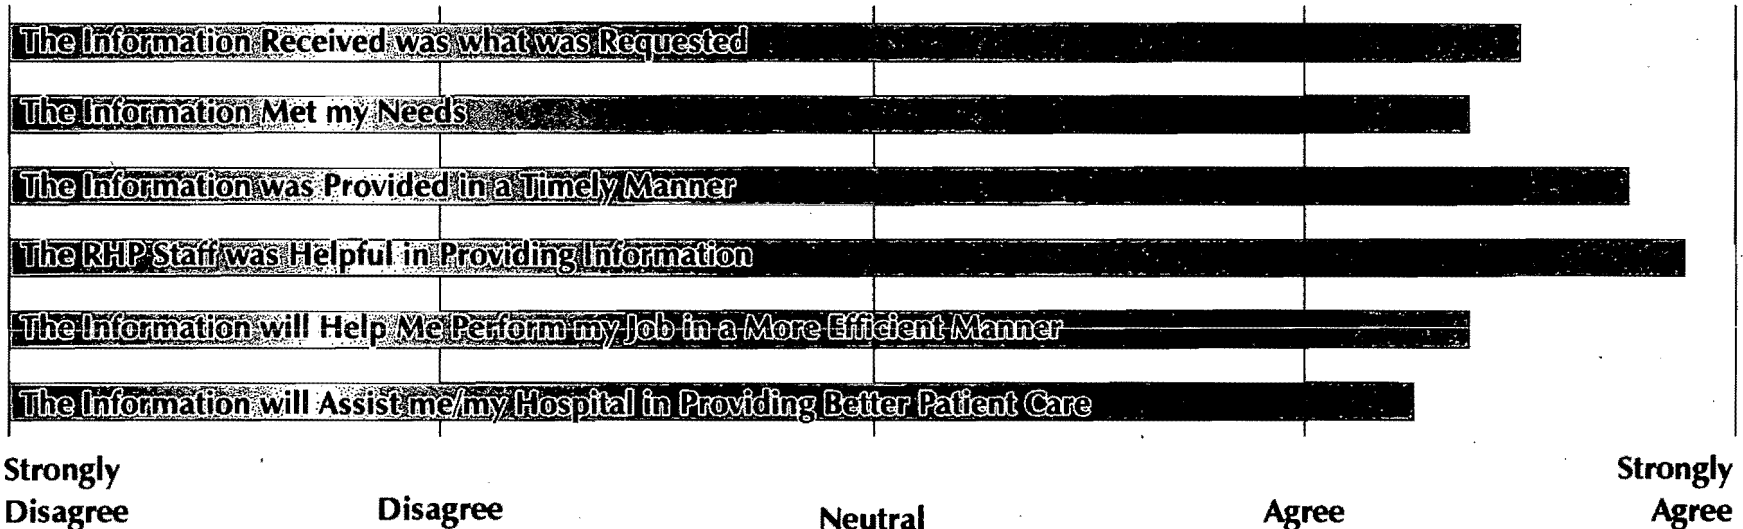 The Information Received was what was Requested
The Information Met my Needs
The Information was Provided in a Timely Manner
The RHP Staff was Helpful in Providing Information
The Information will Help Me Perform my Job in a More Efficient Manner
The Information will Assist me/my Hospital in Providing Better Patient Care
Strongly Disagree
Disagree
Neutral
Agree
Strongly Agree